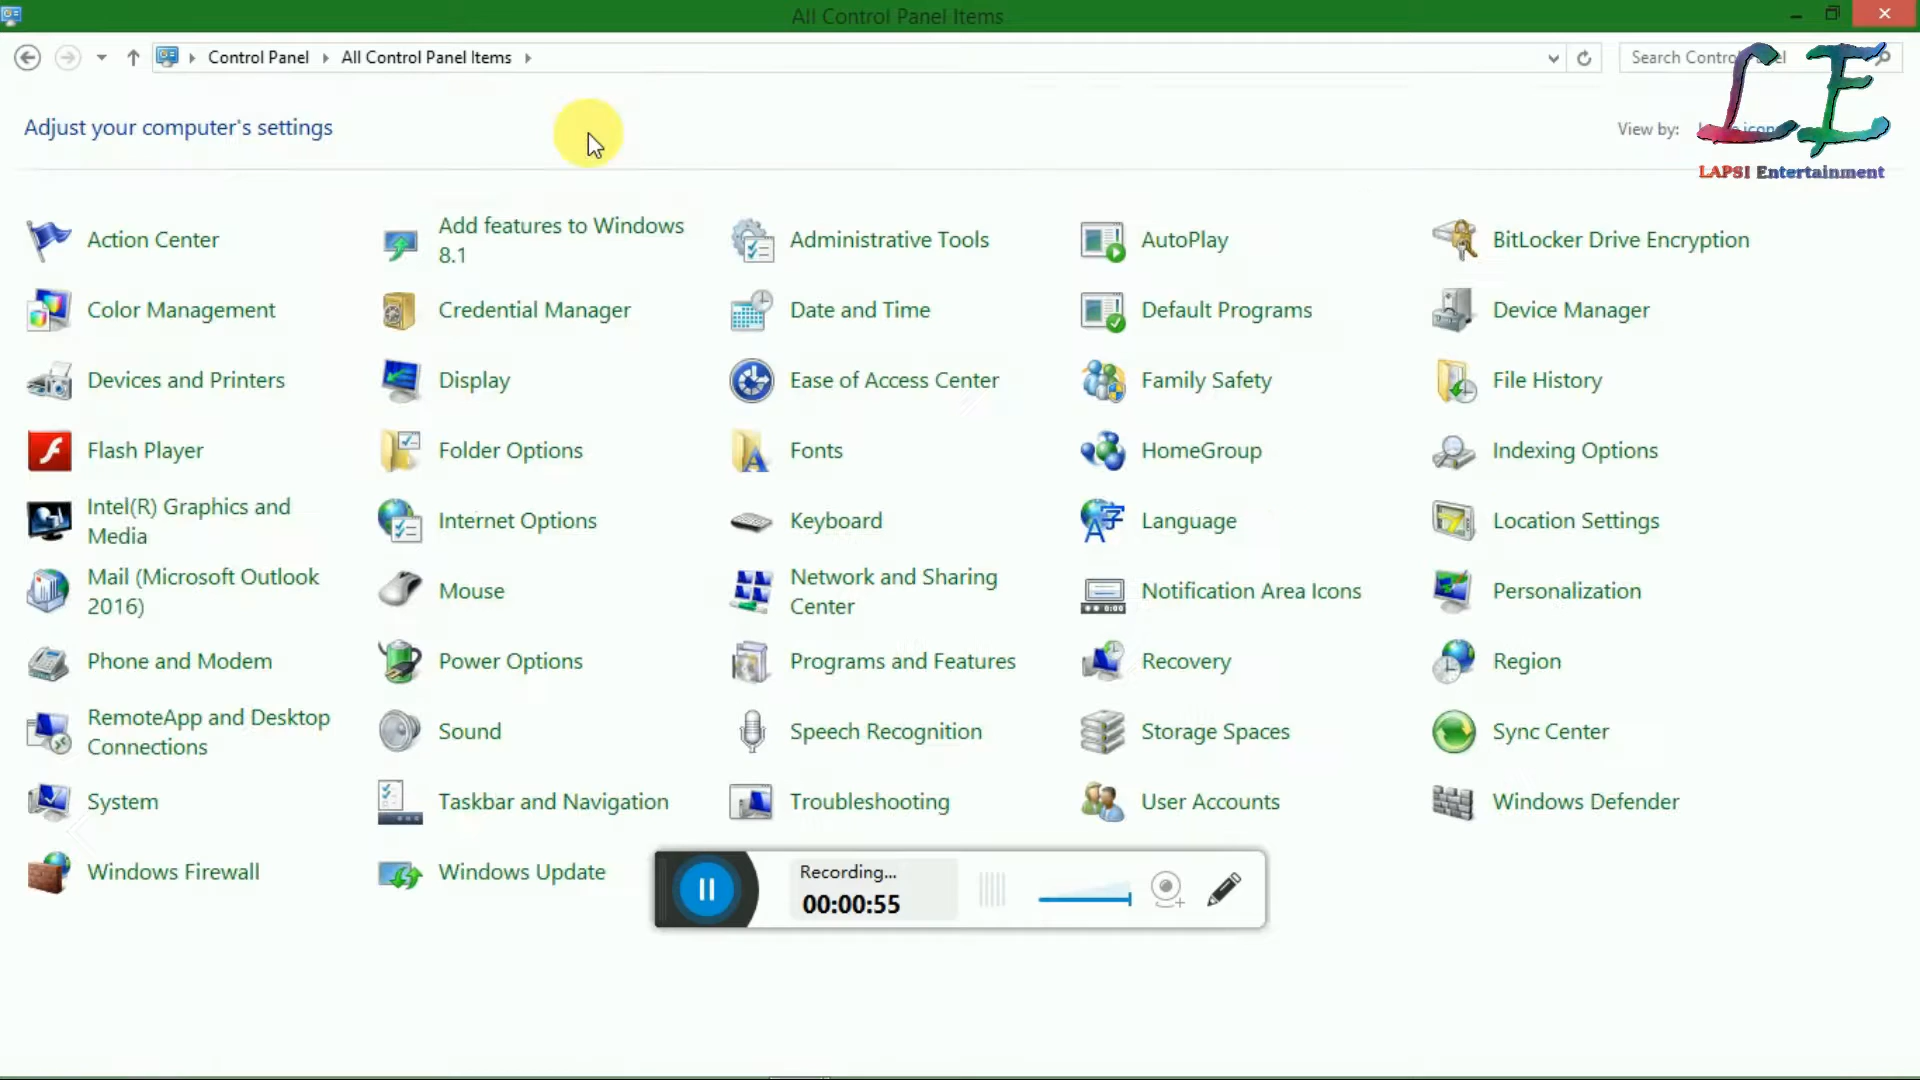 All Control Panel Items
Control Panel
All Control Panel Items
Search Contro
el
LE
LAPSI Entertainment
Adjust your computer's settings
View by:
Action Center
Add features to Windows
8.1
Administrative Tools
AutoPlay
BitLocker Drive Encryption
Color Management
Credential Manager
Date and Time
Default Programs
Device Manager
Devices and Printers
Display
Ease of Access Center
Family Safety
File History
Flash Player
Folder Options
Fonts
HomeGroup
Indexing Options
Intel(R) Graphics and
Media
Internet Options
Keyboard
Language
Location Settings
Mail (Microsoft Outlook
2016)
Mouse
Network and Sharing
Center
Notification Area Icons
Personalization
Phone and Modem
Power Options
Programs and Features
Recovery
Region
RemoteApp and Desktop
Connections
Sound
Speech Recognition
Storage Spaces
Sync Center
System
Taskbar and Navigation
Troubleshooting
User Accounts
Windows Defender
Windows Firewall
Windows Update
Recording...
00:00:55